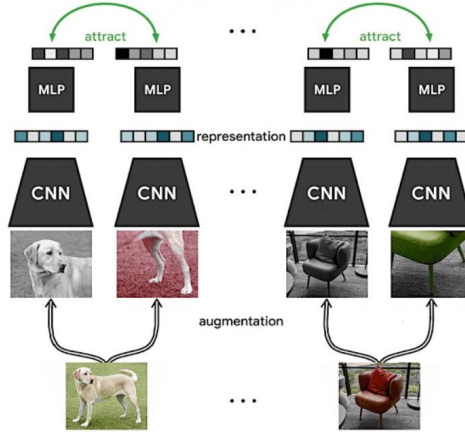 • • •
attract
attract
MLP
MLP
MLP
MLP
representation
CNN
CNN
• • •
CNN
CNN
augmentation
• • •